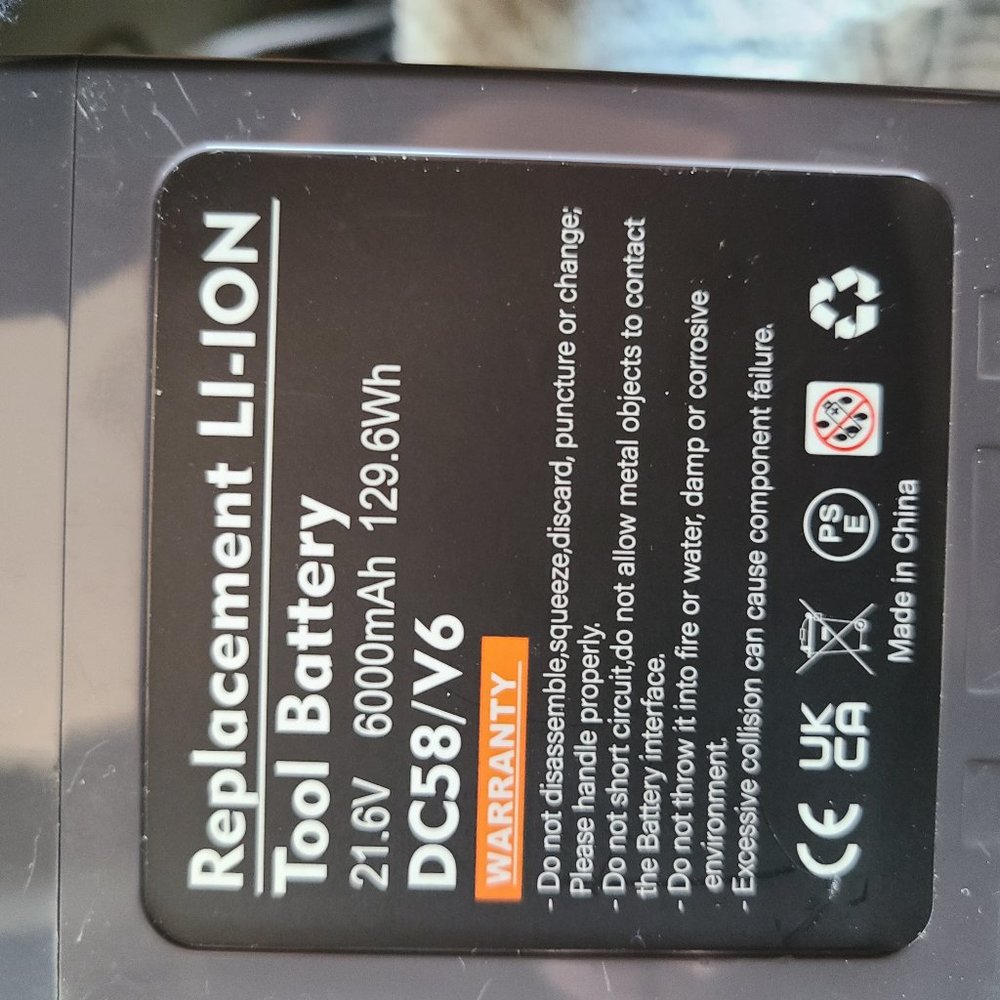 Replacement LI-ION
Tool Battery
21.6V 6000mAh 129.6Wh
DC58/V6
WARRANTY
- Do not disassemble,squeeze,discard, puncture or change;
Please handle properly.
- Do not short circuit,do not allow metal objects to contact
the Battery interface.
- Do not throw it into fire or water, damp or corrosive
environment.
- Excessive collision can cause component failure.
CE UK CA PS E
Made in China